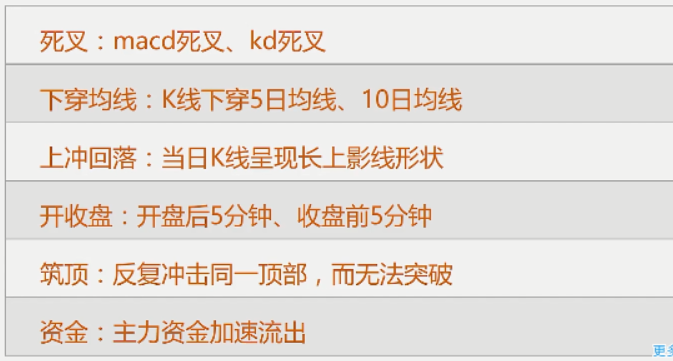 死叉：macd死叉、kd死叉
下穿均线：K线下穿5日均线、10日均线
上冲回落：当日K线呈现长上影线形状
开收盘：开盘后5分钟、收盘前5分钟
筑顶：反复冲击同一顶部，而无法突破
资金：主力资金加速流出